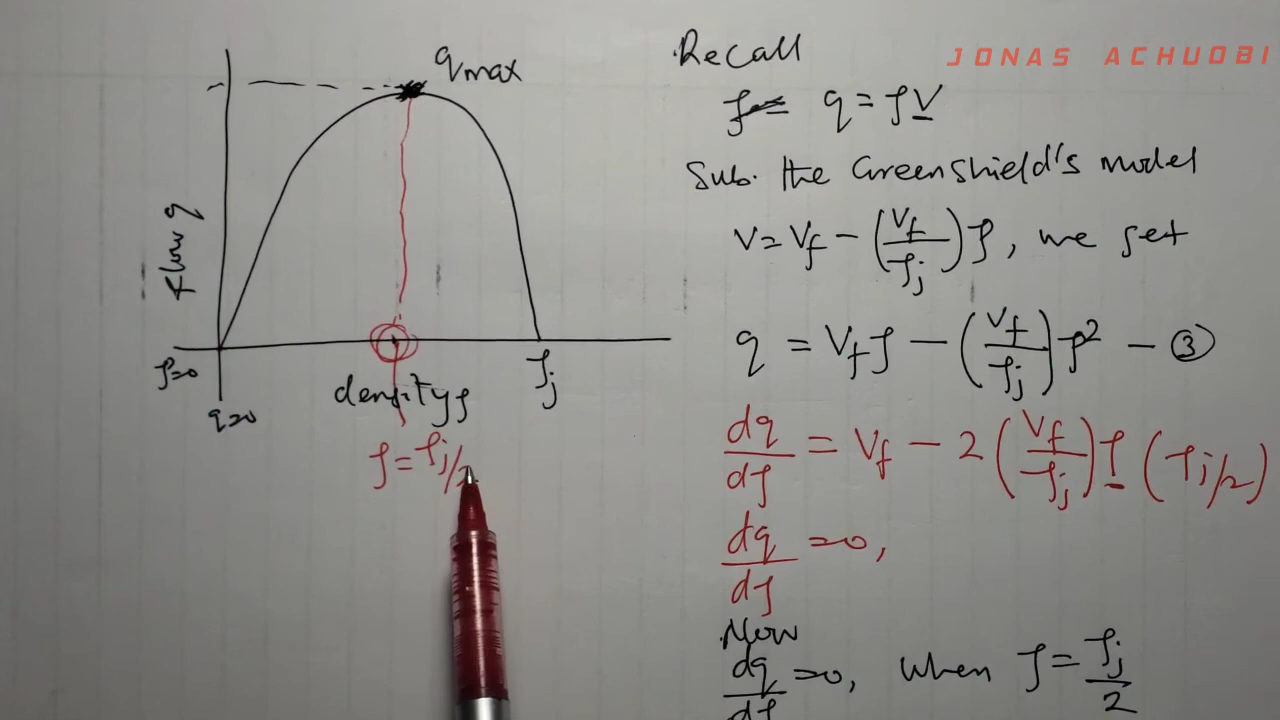 qmax
Flow q
ρ=0
q=0
density ρ
ρj
ρ = ρj/2
JONAS ACHUOBI
Recall
q = ρV
Sub. the Greenshield's model
V = Vf − (Vf/ρj)ρ, we get
q = Vfρ − (Vf/ρj)ρ² − ③
dq/dρ = Vf − 2(Vf/ρj)ρ (ρj/2)
dq/dρ = 0,
Now
dq/dρ = 0, when ρ = ρj/2